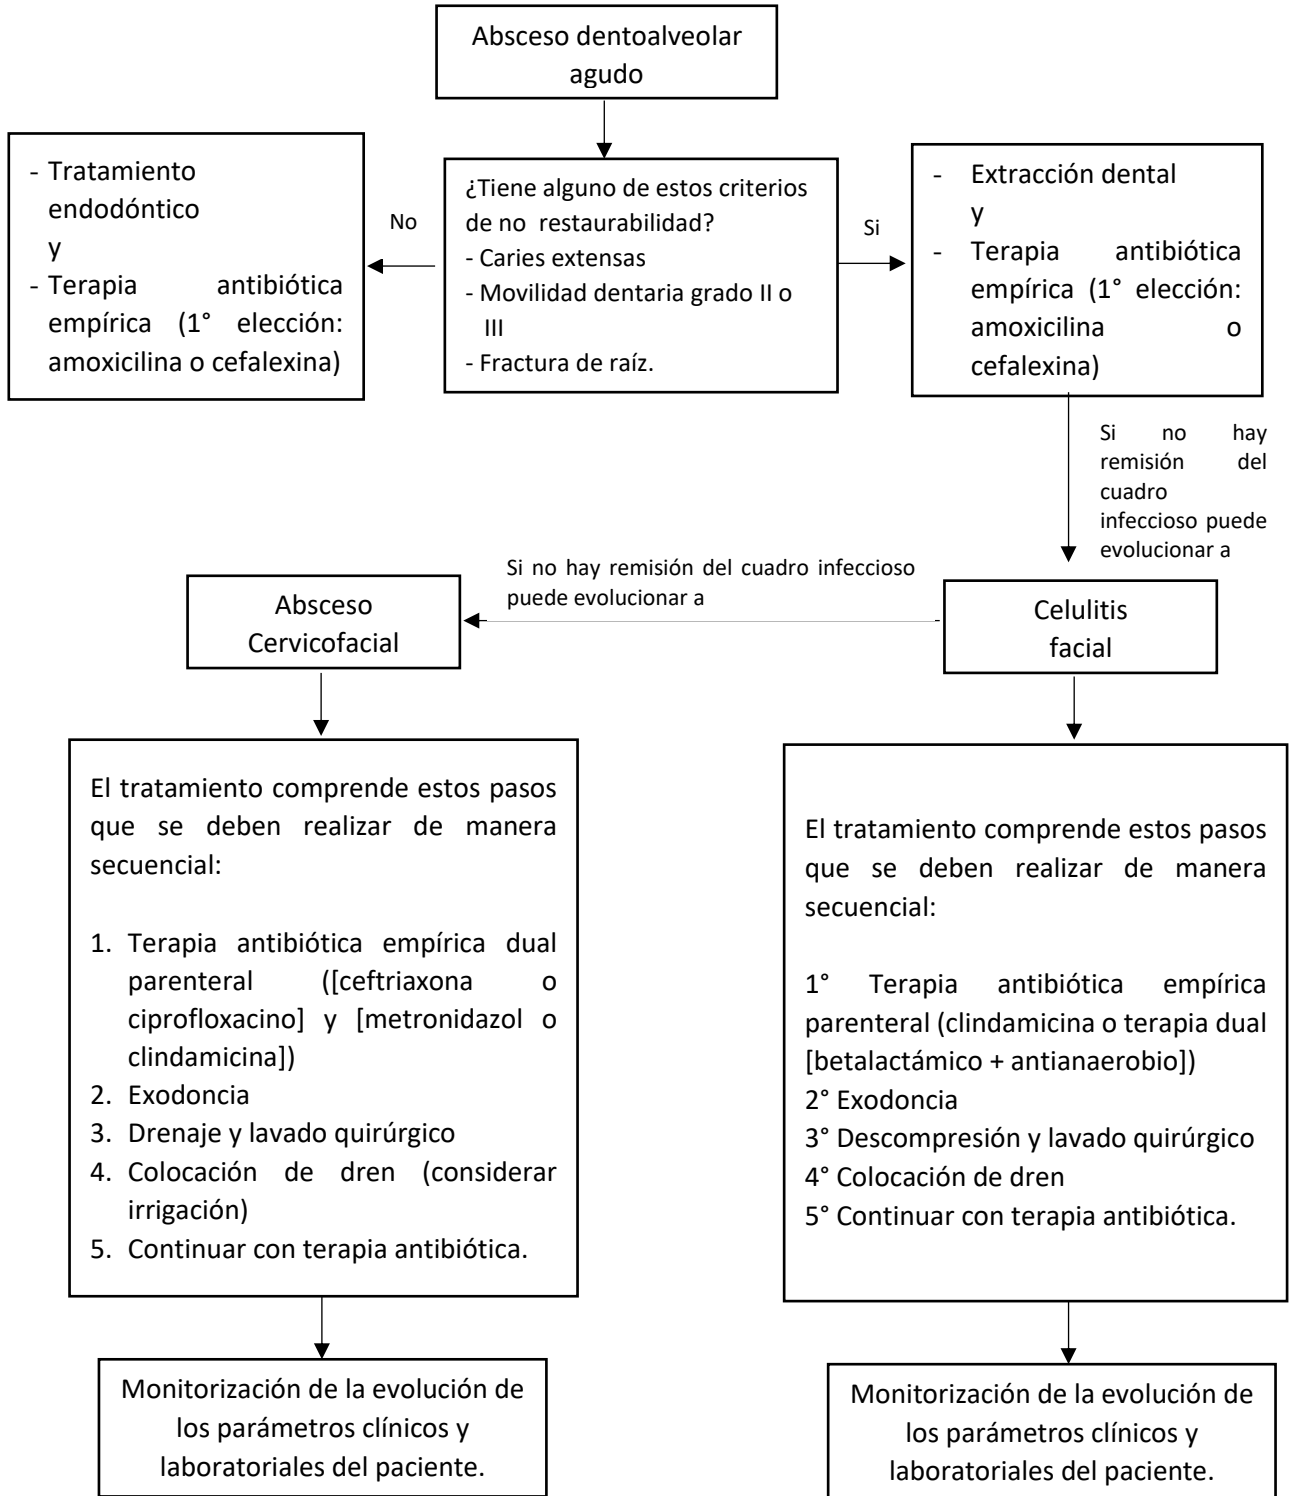 Absceso dentoalveolar
agudo
- Tratamiento
endodóntico
y
- Terapia antibiótica
empírica (1° elección:
amoxicilina o cefalexina)
No
¿Tiene alguno de estos criterios
de no restaurabilidad?
- Caries extensas
- Movilidad dentaria grado II o
III
- Fractura de raíz.
Si
- Extracción dental
y
- Terapia antibiótica
empírica (1° elección:
amoxicilina o
cefalexina)
Si no hay
remisión del
cuadro
infeccioso puede
evolucionar a
Si no hay remisión del cuadro infeccioso
puede evolucionar a
Absceso
Cervicofacial
Celulitis
facial
El tratamiento comprende estos pasos
que se deben realizar de manera
secuencial:
1. Terapia antibiótica empírica dual
parenteral ([ceftriaxona o
ciprofloxacino] y [metronidazol o
clindamicina])
2. Exodoncia
3. Drenaje y lavado quirúrgico
4. Colocación de dren (considerar
irrigación)
5. Continuar con terapia antibiótica.
El tratamiento comprende estos pasos
que se deben realizar de manera
secuencial:
1° Terapia antibiótica empírica
parenteral (clindamicina o terapia dual
[betalactámico + antianaerobio])
2° Exodoncia
3° Descompresión y lavado quirúrgico
4° Colocación de dren
5° Continuar con terapia antibiótica.
Monitorización de la evolución de
los parámetros clínicos y
laboratoriales del paciente.
Monitorización de la evolución de
los parámetros clínicos y
laboratoriales del paciente.